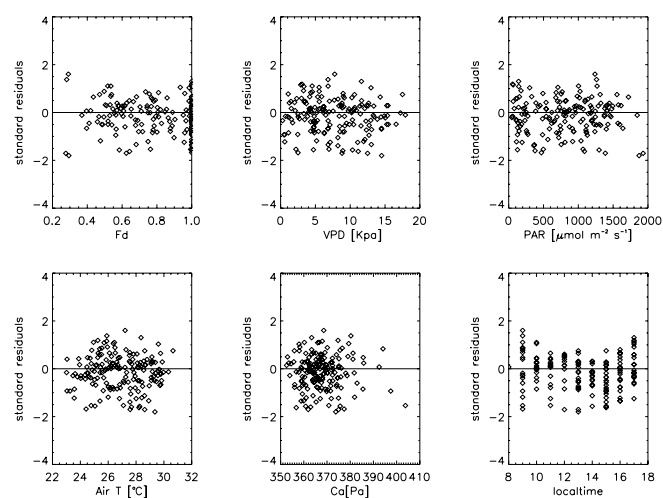 4
2
0
−2
−4
standard residuals
0.2 0.4 0.6 0.8 1.0
Fd
4
2
0
−2
−4
standard residuals
0 5 10 15 20
VPD [Kpa]
4
2
0
−2
−4
standard residuals
0 500 1000 1500 2000
PAR [μmol m⁻² s⁻¹]
4
2
0
−2
−4
standard residuals
22 24 26 28 30 32
Air T [°C]
4
2
0
−2
−4
standard residuals
350 360 370 380 390 400 410
Ca[Pa]
4
2
0
−2
−4
standard residuals
8 10 12 14 16 18
localtime